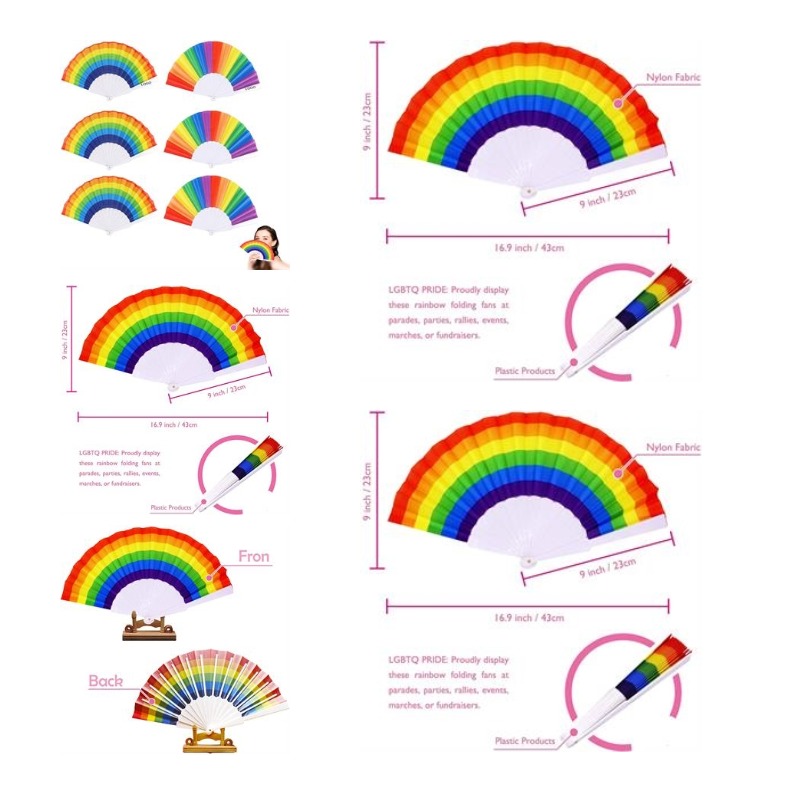 9 inch / 23cm
Nylon Fabric
9 inch / 23cm
16.9 inch / 43cm
LGBTQ PRIDE: Proudly display
these rainbow folding fans at
parades, parties, rallies, events,
marches, or fundraisers.
Plastic Products
Fron
Back
9 inch / 23cm
Nylon Fabric
9 inch / 23cm
16.9 inch / 43cm
LGBTQ PRIDE: Proudly display
these rainbow folding fans at
parades, parties, rallies, events,
marches, or fundraisers.
Plastic Products
9 inch / 23cm
Nylon Fabric
9 inch / 23cm
16.9 inch / 43cm
LGBTQ PRIDE: Proudly display
these rainbow folding fans at
parades, parties, rallies, events,
marches, or fundraisers.
Plastic Products